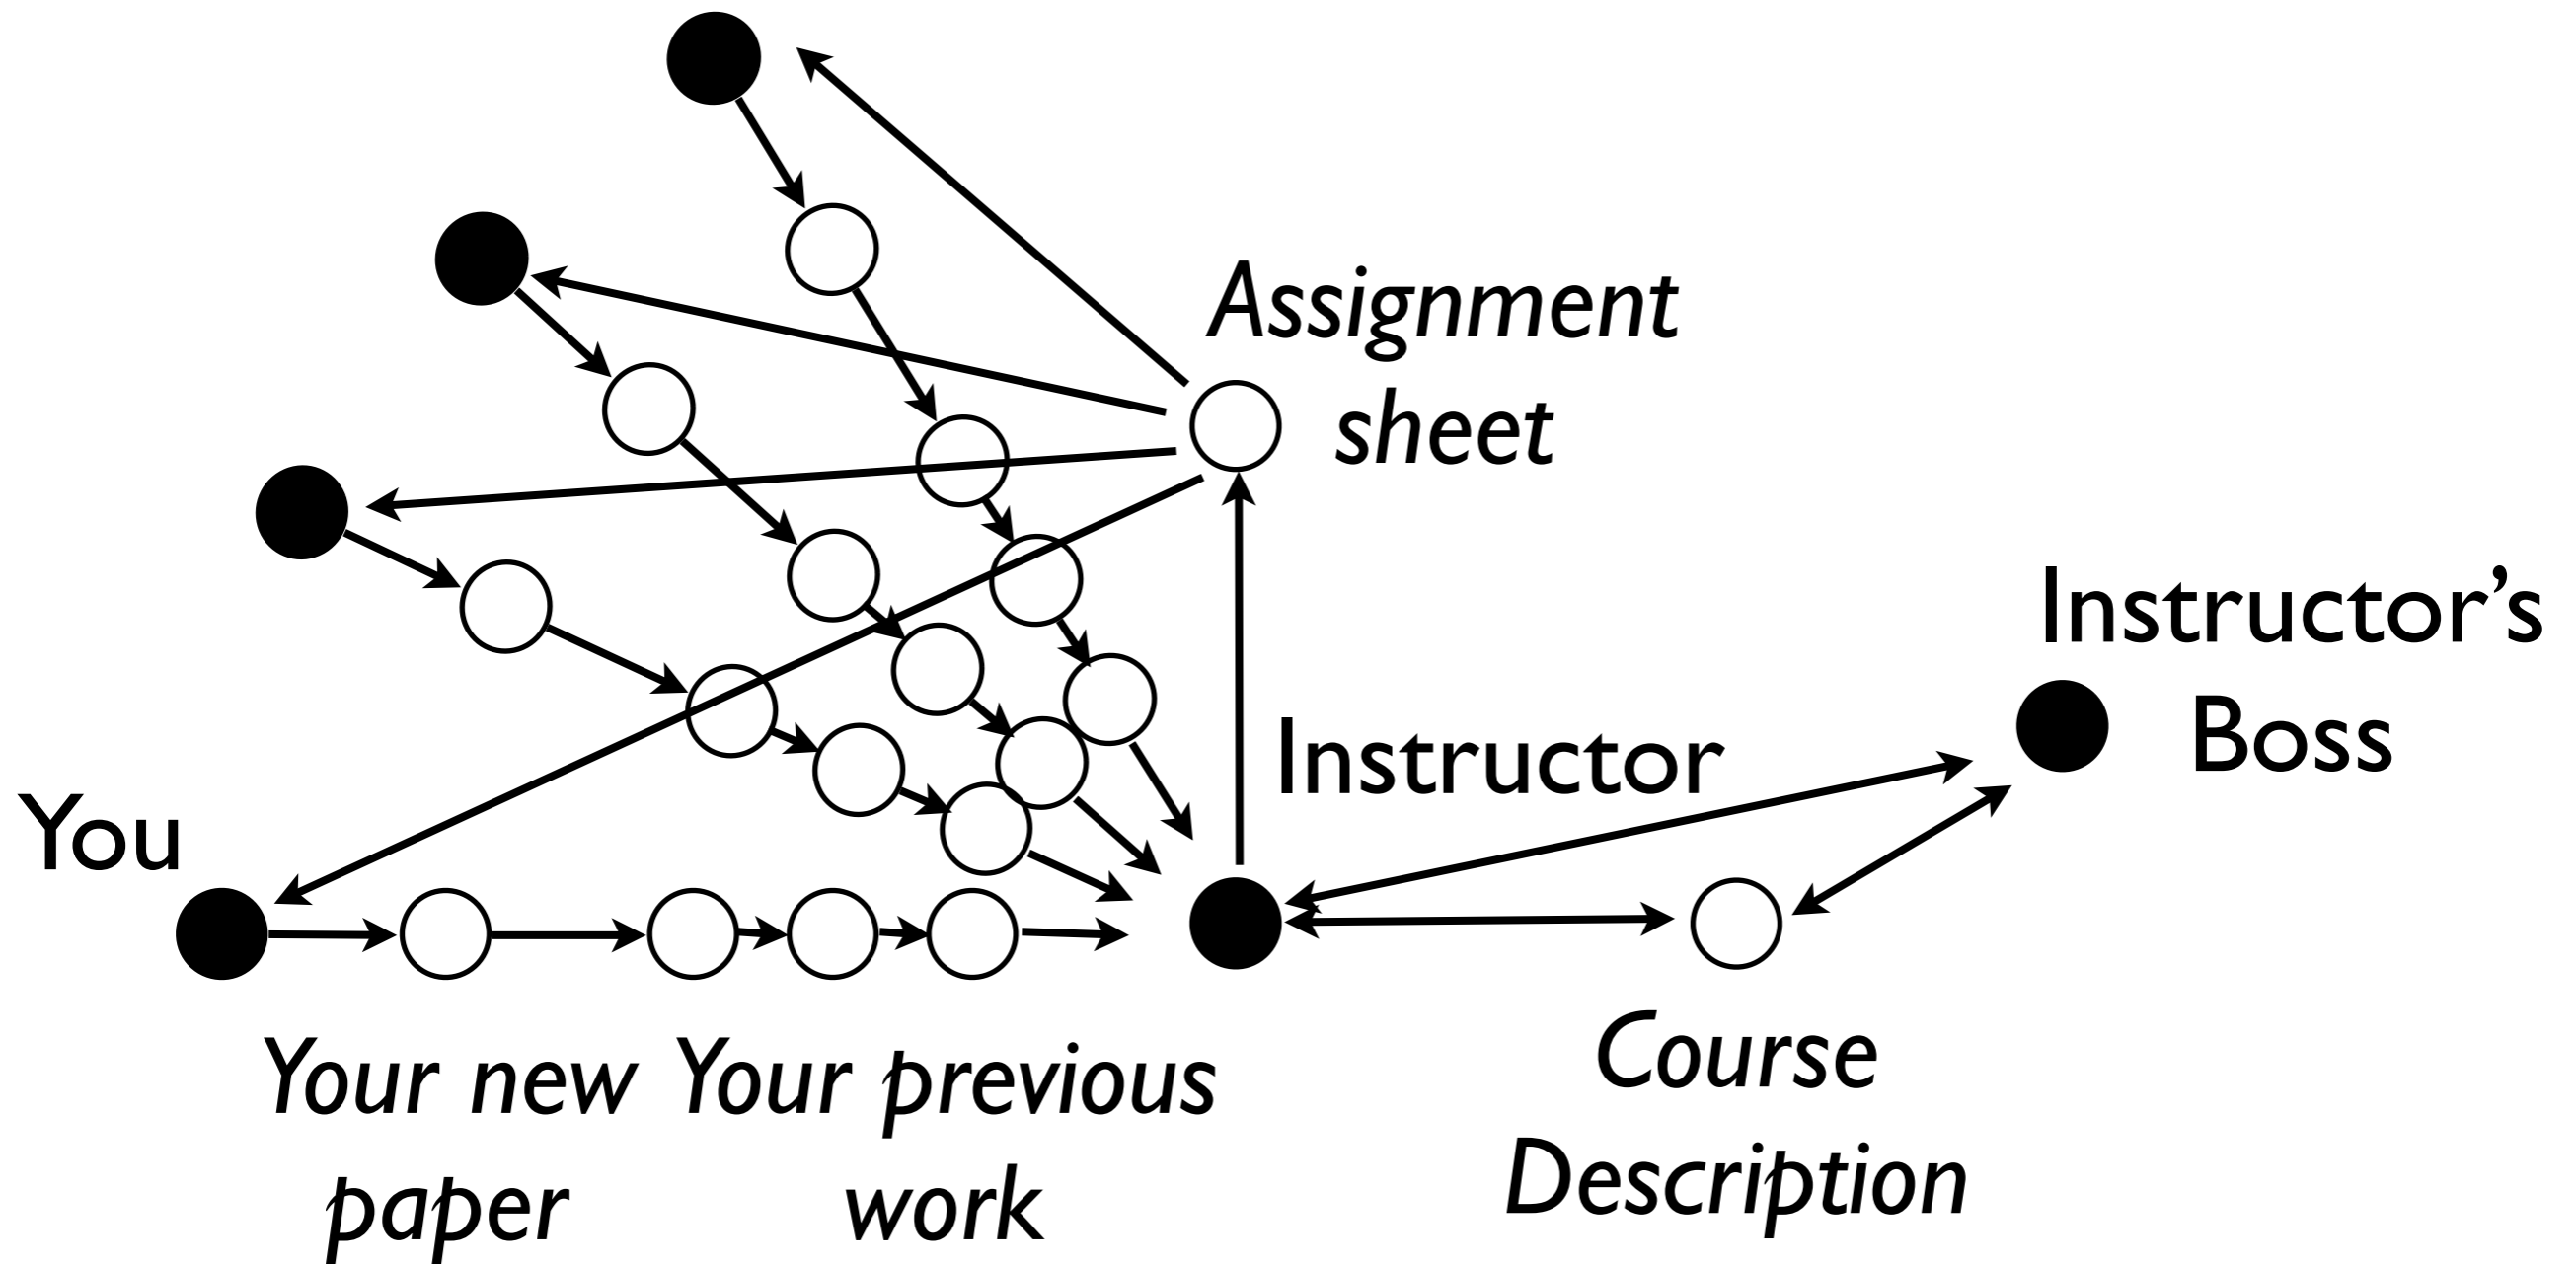 Assignment
sheet
Instructor's
Boss
Instructor
You
Your new
paper
Your previous
work
Course
Description